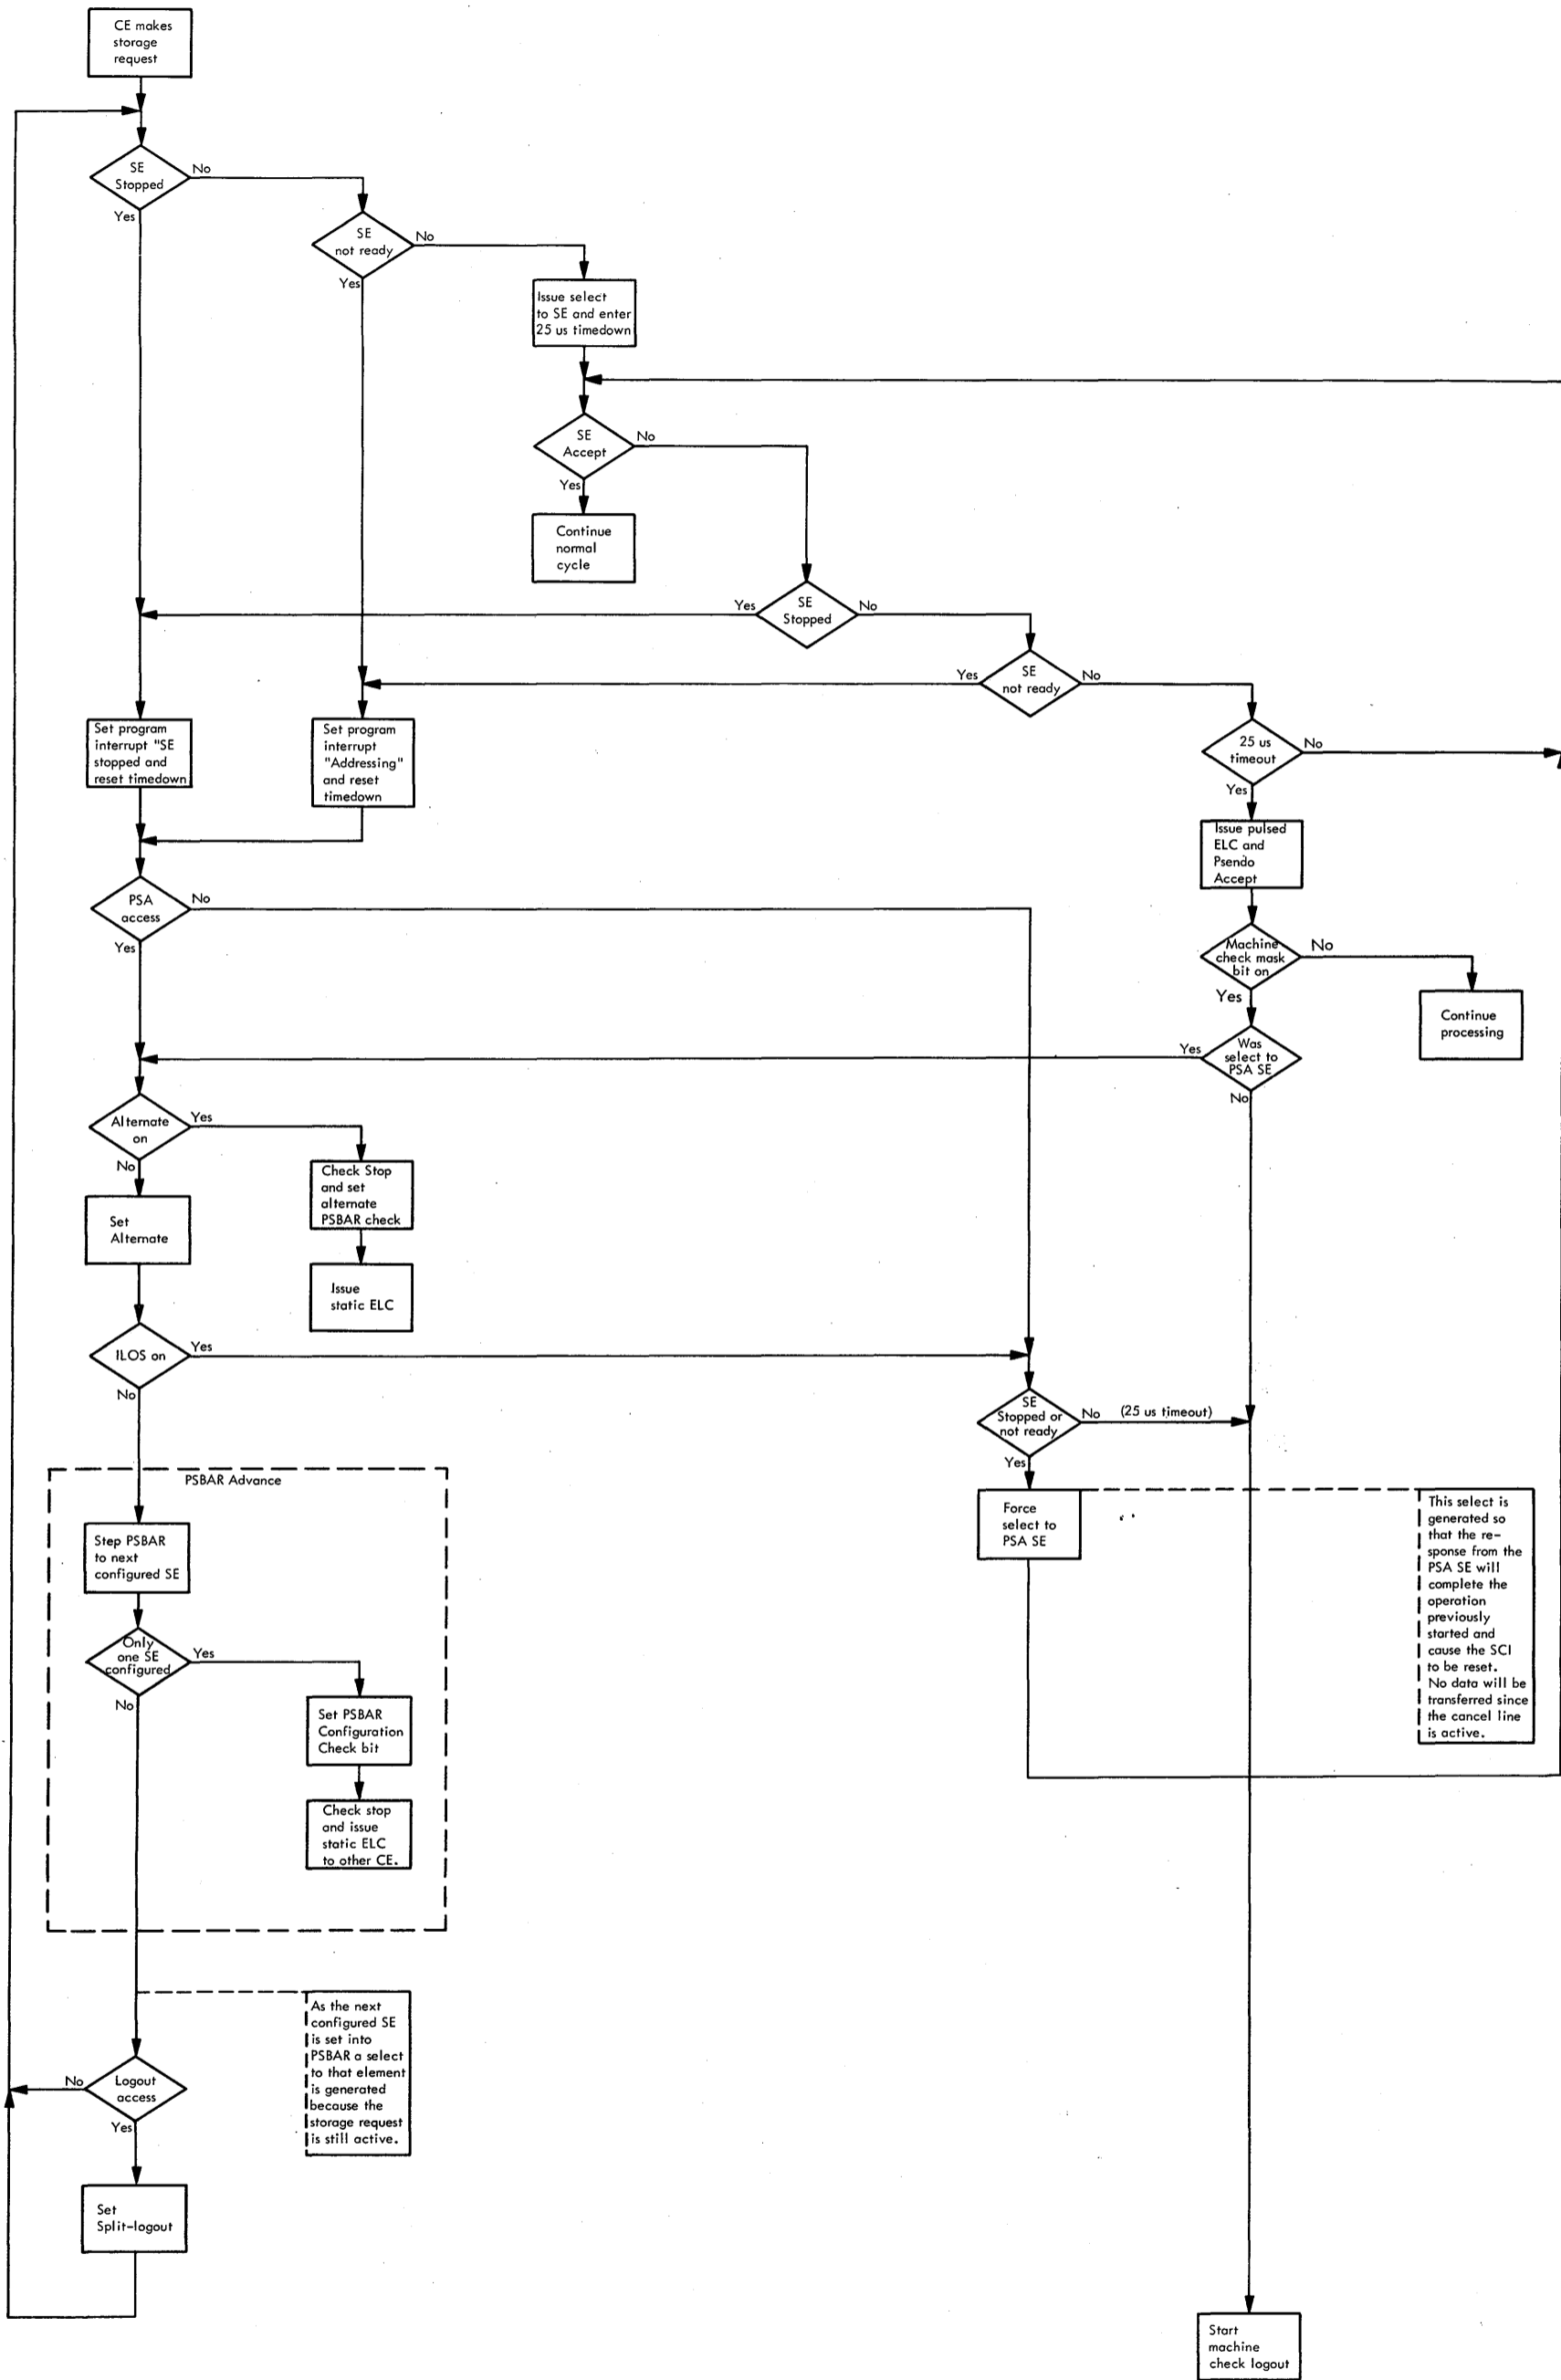 CE makes
storage
request
SE
Stopped
No
Yes
SE
not ready
No
Yes
Issue select
to SE and enter
25 us timedown
SE
Accept
No
Yes
Continue
normal
cycle
SE
Stopped
Yes
No
SE
not ready
Yes
No
Set program
interrupt "SE
stopped and
reset timedown
Set program
interrupt
"Addressing"
and reset
timedown
25 us
timeout
No
Yes
Issue pulsed
ELC and
Psendo
Accept
PSA
access
No
Yes
Machine
check mask
bit on
No
Yes
Continue
processing
Was
select to
PSA SE
Yes
No
Alternate
on
Yes
No
Check Stop
and set
alternate
PSBAR check
Set
Alternate
Issue
static ELC
ILOS on
Yes
No
SE
Stopped or
not ready
No (25 us timeout)
Yes
PSBAR Advance
Force
select to
PSA SE
This select is
generated so
that the re-
sponse from the
PSA SE will
complete the
operation
previously
started and
cause the SCI
to be reset.
No data will be
transferred since
the cancel line
is active.
Step PSBAR
to next
configured SE
Only
one SE
configured
Yes
No
Set PSBAR
Configuration
Check bit
Check stop
and issue
static ELC
to other CE.
As the next
configured SE
is set into
PSBAR a select
to that element
is generated
because the
storage request
is still active.
Logout
access
No
Yes
Set
Split-logout
Start
machine
check logout